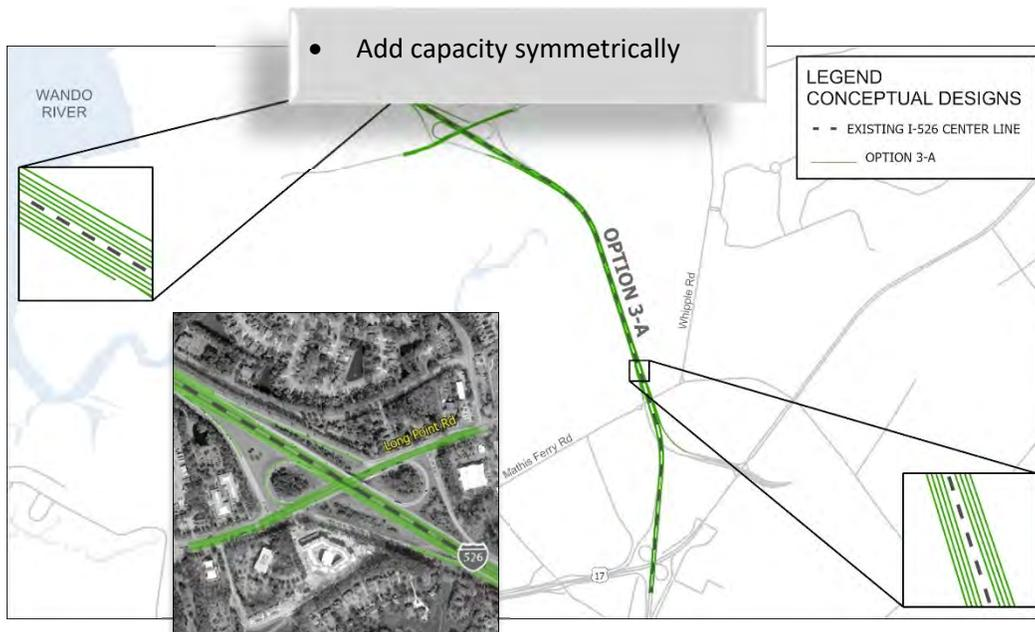 • Add capacity symmetrically
WANDO
RIVER
LEGEND
CONCEPTUAL DESIGNS
EXISTING I-526 CENTER LINE
OPTION 3-A
OPTION 3-A
Whipple Rd
Long Point Rd
Mathis Ferry Rd
526
17